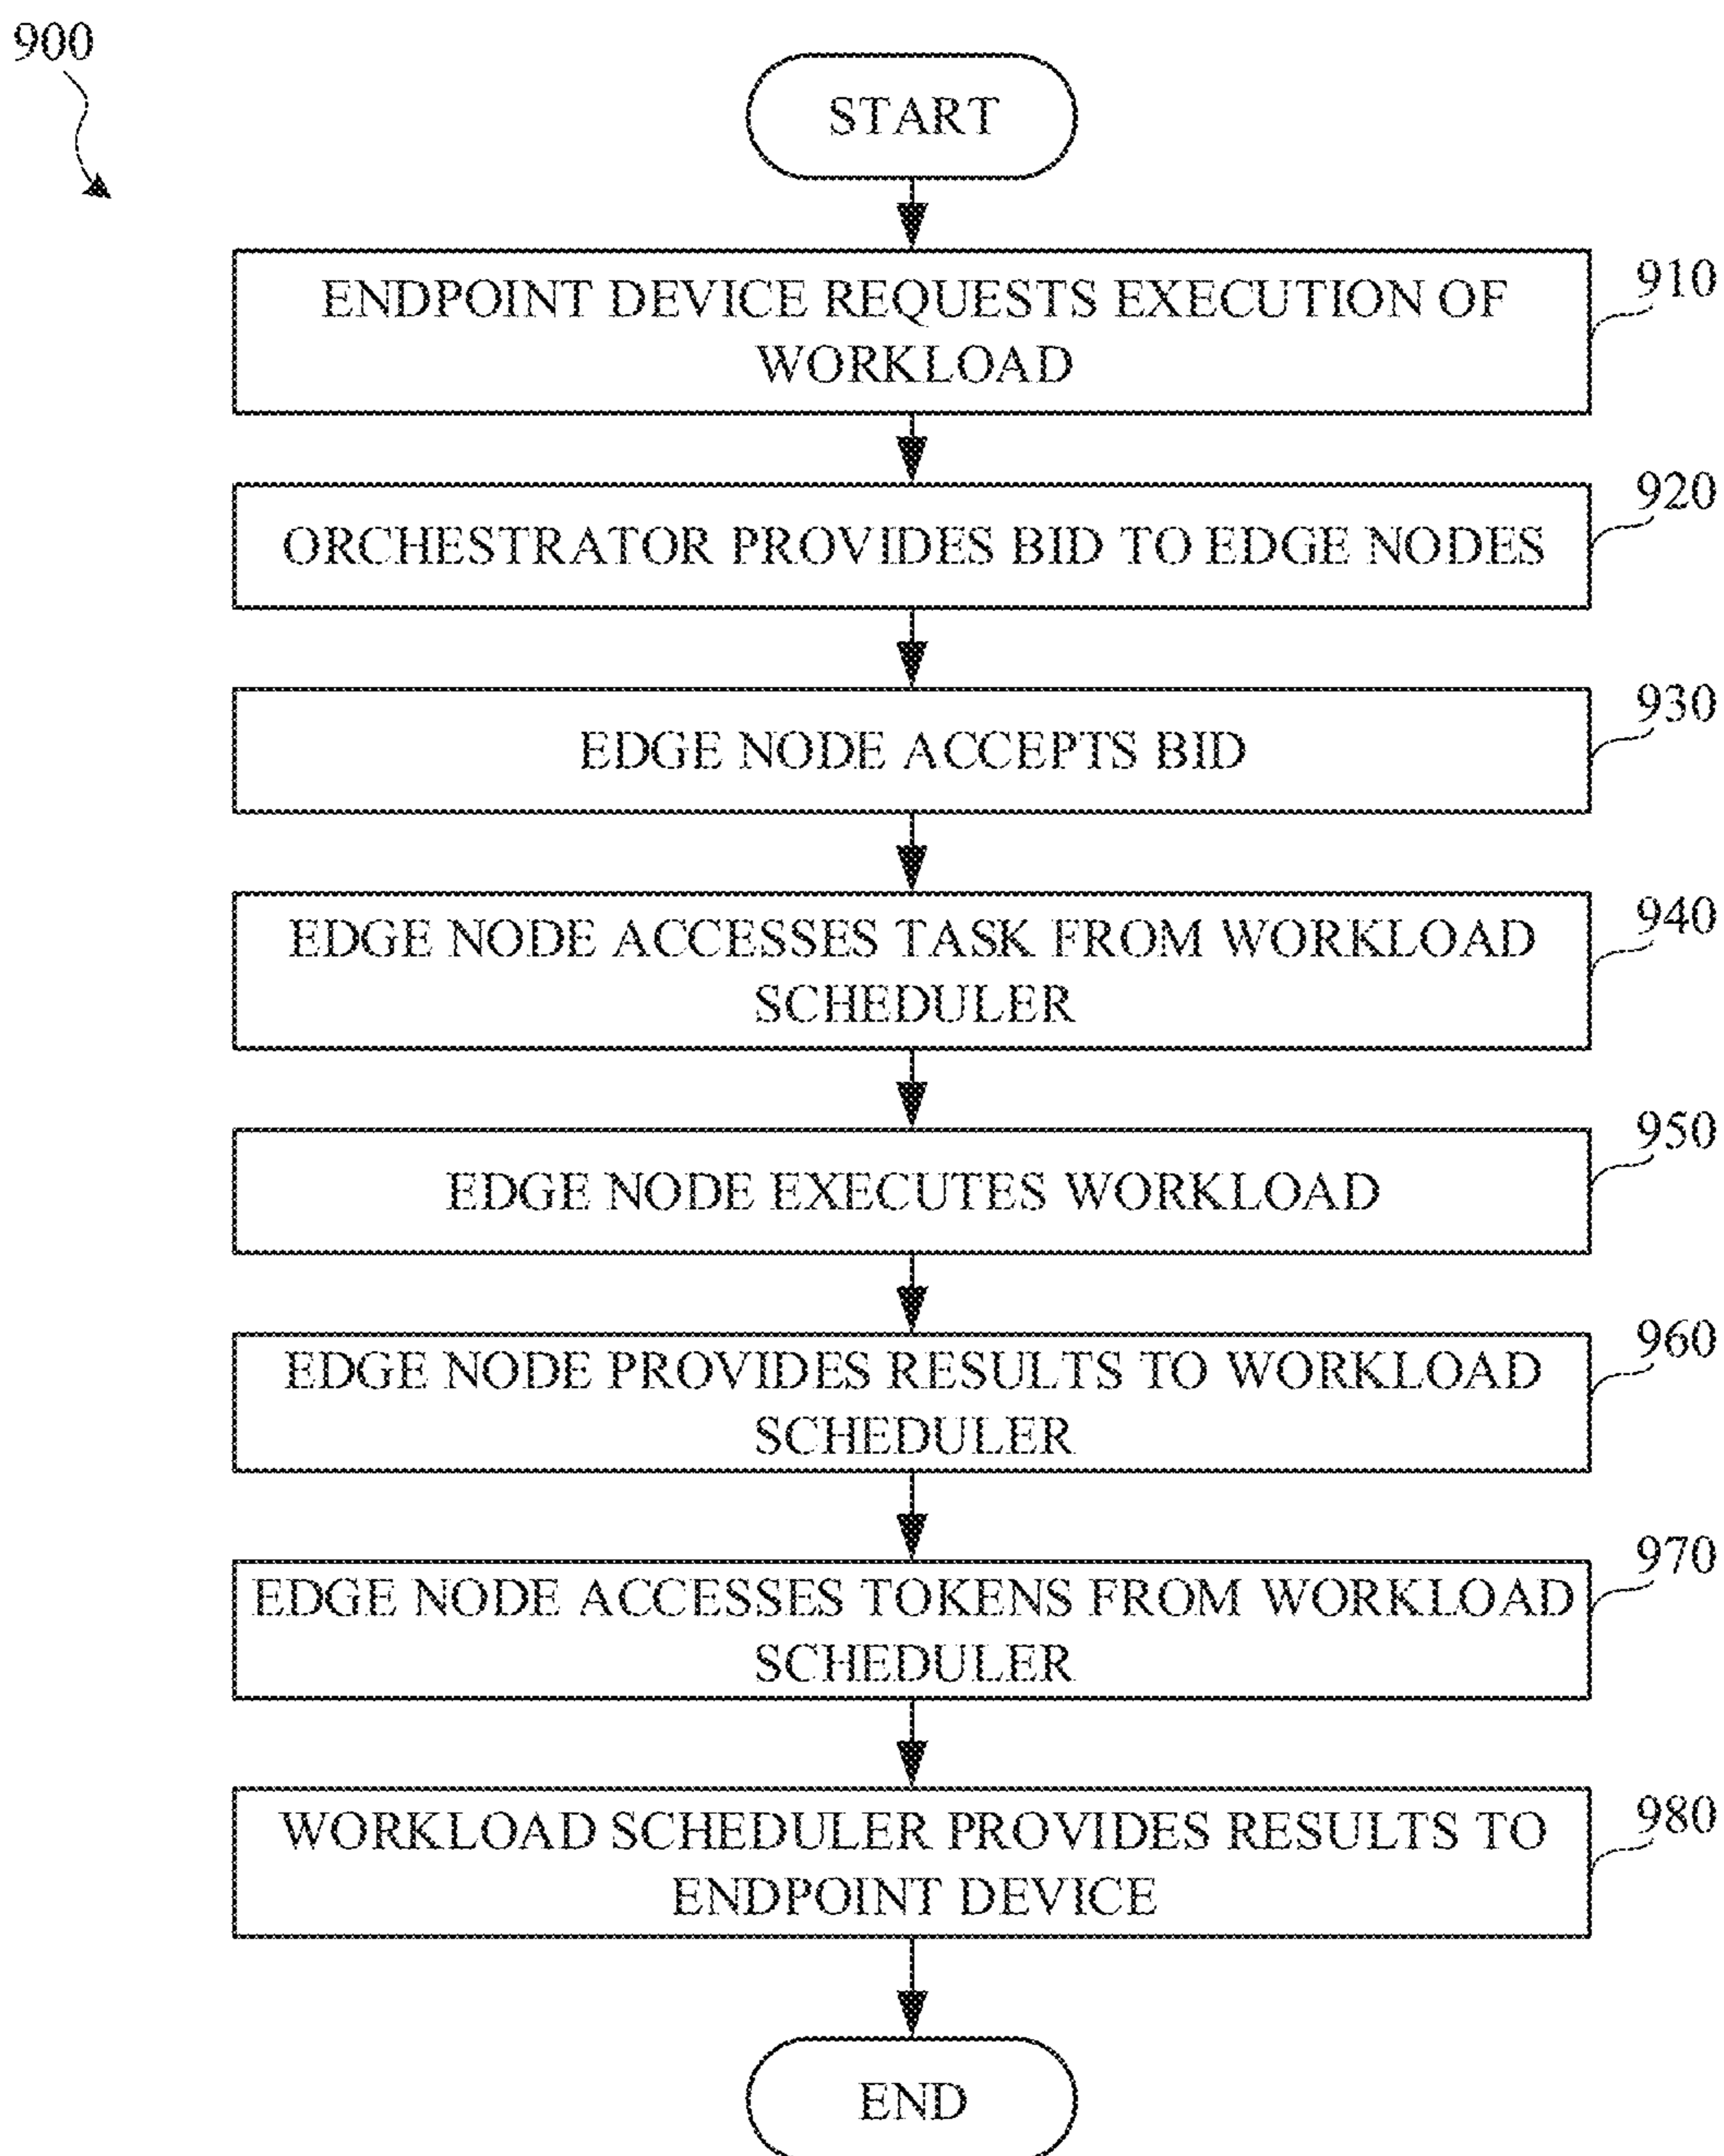 900
START
ENDPOINT DEVICE REQUESTS EXECUTION OF
WORKLOAD
910
ORCHESTRATOR PROVIDES BID TO EDGE NODES
920
EDGE NODE ACCEPTS BID
930
EDGE NODE ACCESSES TASK FROM WORKLOAD
SCHEDULER
940
EDGE NODE EXECUTES WORKLOAD
950
EDGE NODE PROVIDES RESULTS TO WORKLOAD
SCHEDULER
960
EDGE NODE ACCESSES TOKENS FROM WORKLOAD
SCHEDULER
970
WORKLOAD SCHEDULER PROVIDES RESULTS TO
ENDPOINT DEVICE
980
END